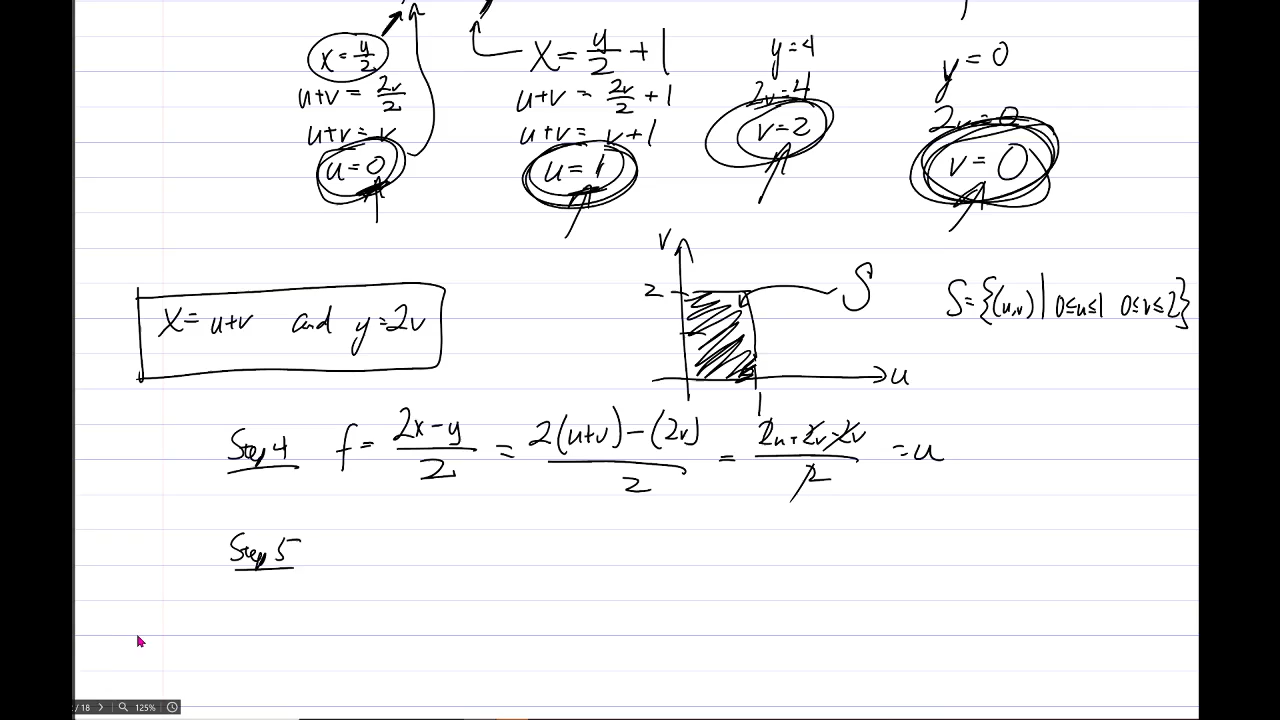 x = y/2    X = y/2 + 1    y = 4    y = 0
u+v = 2v/2    u+v = 2v/2 + 1    2v = 4    2v = 0
u+v = v    u+v = v+1    v = 2    v = 0
u = 0    u = 1
v
2    S    S = {(u,v) | 0≤u≤1  0≤v≤2}
X = u+v  and  y = 2v
u
1
Step 4  f = (2x-y)/2 = (2(u+v)-(2v))/2 = (2u+2v-2v)/2 = u
Step 5
/ 18  125%